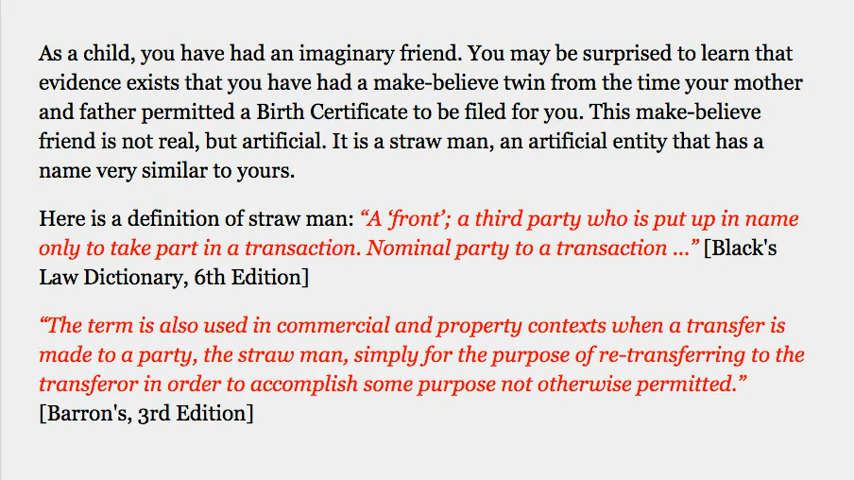 As a child, you have had an imaginary friend. You may be surprised to learn that
evidence exists that you have had a make-believe twin from the time your mother
and father permitted a Birth Certificate to be filed for you. This make-believe
friend is not real, but artificial. It is a straw man, an artificial entity that has a
name very similar to yours.
Here is a definition of straw man: “A ‘front’; a third party who is put up in name
only to take part in a transaction. Nominal party to a transaction ...” [Black's
Law Dictionary, 6th Edition]
“The term is also used in commercial and property contexts when a transfer is
made to a party, the straw man, simply for the purpose of re-transferring to the
transferor in order to accomplish some purpose not otherwise permitted.”
[Barron's, 3rd Edition]